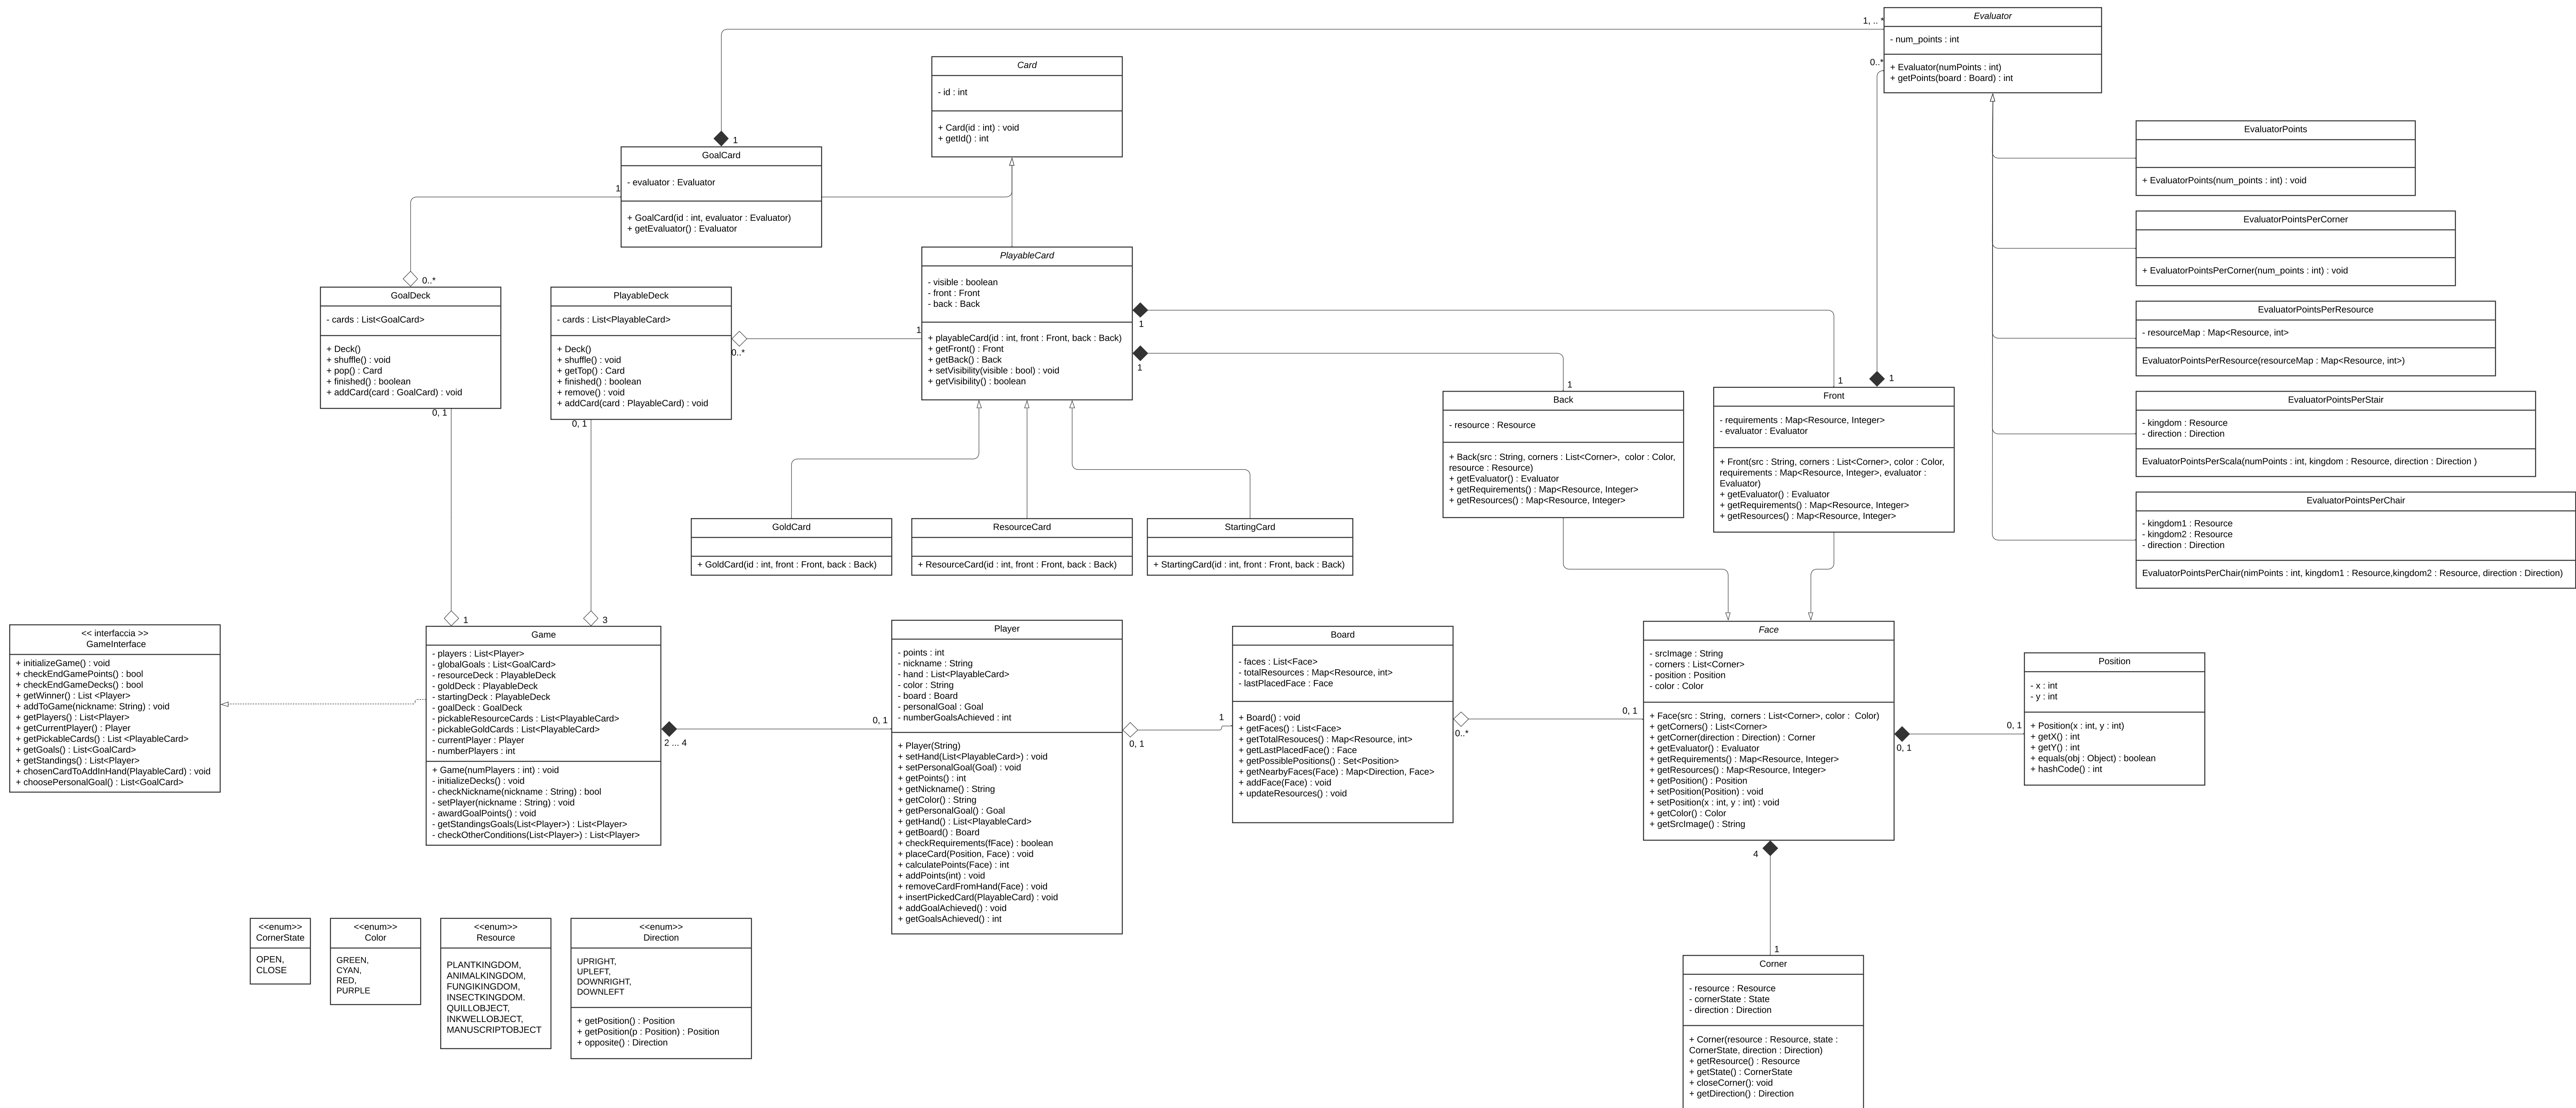 Evaluator
- num_points : int
+ Evaluator(numPoints : int)
+ getPoints(board : Board) : int
1, .. *
0..*
Card
- id : int
+ Card(id : int) : void
+ getId() : int
1
GoalCard
- evaluator : Evaluator
+ GoalCard(id : int, evaluator : Evaluator)
+ getEvaluator() : Evaluator
1
EvaluatorPoints
+ EvaluatorPoints(num_points : int) : void
EvaluatorPointsPerCorner
+ EvaluatorPointsPerCorner(num_points : int) : void
EvaluatorPointsPerResource
- resourceMap : Map<Resource, int>
EvaluatorPointsPerResource(resourceMap : Map<Resource, int>)
EvaluatorPointsPerStair
- kingdom : Resource
- direction : Direction
EvaluatorPointsPerScala(numPoints : int, kingdom : Resource, direction : Direction )
EvaluatorPointsPerChair
- kingdom1 : Resource
- kingdom2 : Resource
- direction : Direction
EvaluatorPointsPerChair(nimPoints : int, kingdom1 : Resource,kingdom2 : Resource, direction : Direction)
0..*
GoalDeck
- cards : List<GoalCard>
+ Deck()
+ shuffle() : void
+ pop() : Card
+ finished() : boolean
+ addCard(card : GoalCard) : void
0, 1
PlayableDeck
- cards : List<PlayableCard>
+ Deck()
+ shuffle() : void
+ getTop() : Card
+ finished() : boolean
+ remove() : void
+ addCard(card : PlayableCard) : void
0, 1
0..*
1
PlayableCard
- visible : boolean
- front : Front
- back : Back
+ playableCard(id : int, front : Front, back : Back)
+ getFront() : Front
+ getBack() : Back
+ setVisibility(visible : bool) : void
+ getVisibility() : boolean
1
1
1
Back
- resource : Resource
+ Back(src : String, corners : List<Corner>,  color : Color,
resource : Resource)
+ getEvaluator() : Evaluator
+ getRequirements() : Map<Resource, Integer>
+ getResources() : Map<Resource, Integer>
1
1
Front
- requirements : Map<Resource, Integer>
- evaluator : Evaluator
+ Front(src : String, corners : List<Corner>, color : Color,
requirements : Map<Resource, Integer>, evaluator :
Evaluator)
+ getEvaluator() : Evaluator
+ getRequirements() : Map<Resource, Integer>
+ getResources() : Map<Resource, Integer>
GoldCard
+ GoldCard(id : int, front : Front, back : Back)
ResourceCard
+ ResourceCard(id : int, front : Front, back : Back)
StartingCard
+ StartingCard(id : int, front : Front, back : Back)
<< interfaccia >>
GameInterface
+ initializeGame() : void
+ checkEndGamePoints() : bool
+ checkEndGameDecks() : bool
+ getWinner() : List <Player>
+ addToGame(nickname: String) : void
+ getPlayers() : List<Player>
+ getCurrentPlayer() : Player
+ getPickableCards() : List <PlayableCard>
+ getGoals() : List<GoalCard>
+ getStandings() : List<Player>
+ chosenCardToAddInHand(PlayableCard) : void
+ choosePersonalGoal() : List<GoalCard>
1
3
Game
- players : List<Player>
- globalGoals : List<GoalCard>
- resourceDeck : PlayableDeck
- goldDeck : PlayableDeck
- startingDeck : PlayableDeck
- goalDeck : GoalDeck
- pickableResourceCards : List<PlayableCard>
- pickableGoldCards : List<PlayableCard>
- currentPlayer : Player
- numberPlayers : int
+ Game(numPlayers : int) : void
- initializeDecks() : void
- checkNickname(nickname : String) : bool
- setPlayer(nickname : String) : void
- awardGoalPoints() : void
- getStandingsGoals(List<Player>) : List<Player>
- checkOtherConditions(List<Player>) : List<Player>
2 ... 4
0, 1
Player
- points : int
- nickname : String
- hand : List<PlayableCard>
- color : String
- board : Board
- personalGoal : Goal
- numberGoalsAchieved : int
+ Player(String)
+ setHand(List<PlayableCard>) : void
+ setPersonalGoal(Goal) : void
+ getPoints() : int
+ getNickname() : String
+ getColor() : String
+ getPersonalGoal() : Goal
+ getHand() : List<PlayableCard>
+ getBoard() : Board
+ checkRequirements(fFace) : boolean
+ placeCard(Position, Face) : void
+ calculatePoints(Face) : int
+ addPoints(int) : void
+ removeCardFromHand(Face) : void
+ insertPickedCard(PlayableCard) : void
+ addGoalAchieved() : void
+ getGoalsAchieved() : int
0, 1
1
Board
- faces : List<Face>
- totalResources : Map<Resource, int>
- lastPlacedFace : Face
+ Board() : void
+ getFaces() : List<Face>
+ getTotalResouces() : Map<Resource, int>
+ getLastPlacedFace() : Face
+ getPossiblePositions() : Set<Position>
+ getNearbyFaces(Face) : Map<Direction, Face>
+ addFace(Face) : void
+ updateResources() : void
0..*
0, 1
Face
- srcImage : String
- corners : List<Corner>
- position : Position
- color : Color
+ Face(src : String,  corners : List<Corner>, color :  Color)
+ getCorners() : List<Corner>
+ getCorner(direction : Direction) : Corner
+ getEvaluator() : Evaluator
+ getRequirements() : Map<Resource, Integer>
+ getResources() : Map<Resource, Integer>
+ getPosition() : Position
+ setPosition(Position) : void
+ setPosition(x : int, y : int) : void
+ getColor() : Color
+ getSrcImage() : String
0, 1
0, 1
Position
- x : int
- y : int
+ Position(x : int, y : int)
+ getX() : int
+ getY() : int
+ equals(obj : Object) : boolean
+ hashCode() : int
4
1
Corner
- resource : Resource
- cornerState : State
- direction : Direction
+ Corner(resource : Resource, state :
CornerState, direction : Direction)
+ getResource() : Resource
+ getState() : CornerState
+ closeCorner(): void
+ getDirection() : Direction
<<enum>>
CornerState
OPEN,
CLOSE
<<enum>>
Color
GREEN,
CYAN,
RED,
PURPLE
<<enum>>
Resource
PLANTKINGDOM,
ANIMALKINGDOM,
FUNGIKINGDOM,
INSECTKINGDOM.
QUILLOBJECT,
INKWELLOBJECT,
MANUSCRIPTOBJECT
<<enum>>
Direction
UPRIGHT,
UPLEFT,
DOWNRIGHT,
DOWNLEFT
+ getPosition() : Position
+ getPosition(p : Position) : Position
+ opposite() : Direction